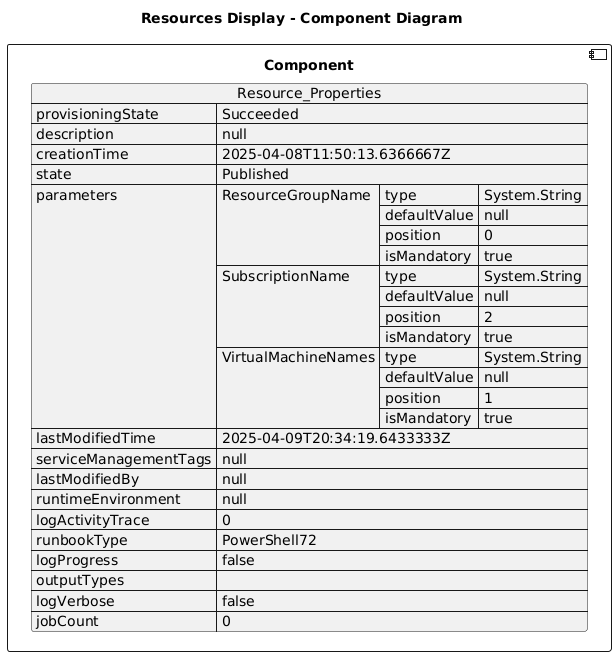 Resources Display - Component Diagram
Component
Resource_Properties
provisioningState Succeeded
description null
creationTime 2025-04-08T11:50:13.6366667Z
state Published
parameters ResourceGroupName type System.String
defaultValue null
position 0
isMandatory true
SubscriptionName type System.String
defaultValue null
position 2
isMandatory true
VirtualMachineNames type System.String
defaultValue null
position 1
isMandatory true
lastModifiedTime 2025-04-09T20:34:19.6433333Z
serviceManagementTags null
lastModifiedBy null
runtimeEnvironment null
logActivityTrace 0
runbookType PowerShell72
logProgress false
outputTypes
logVerbose false
jobCount 0